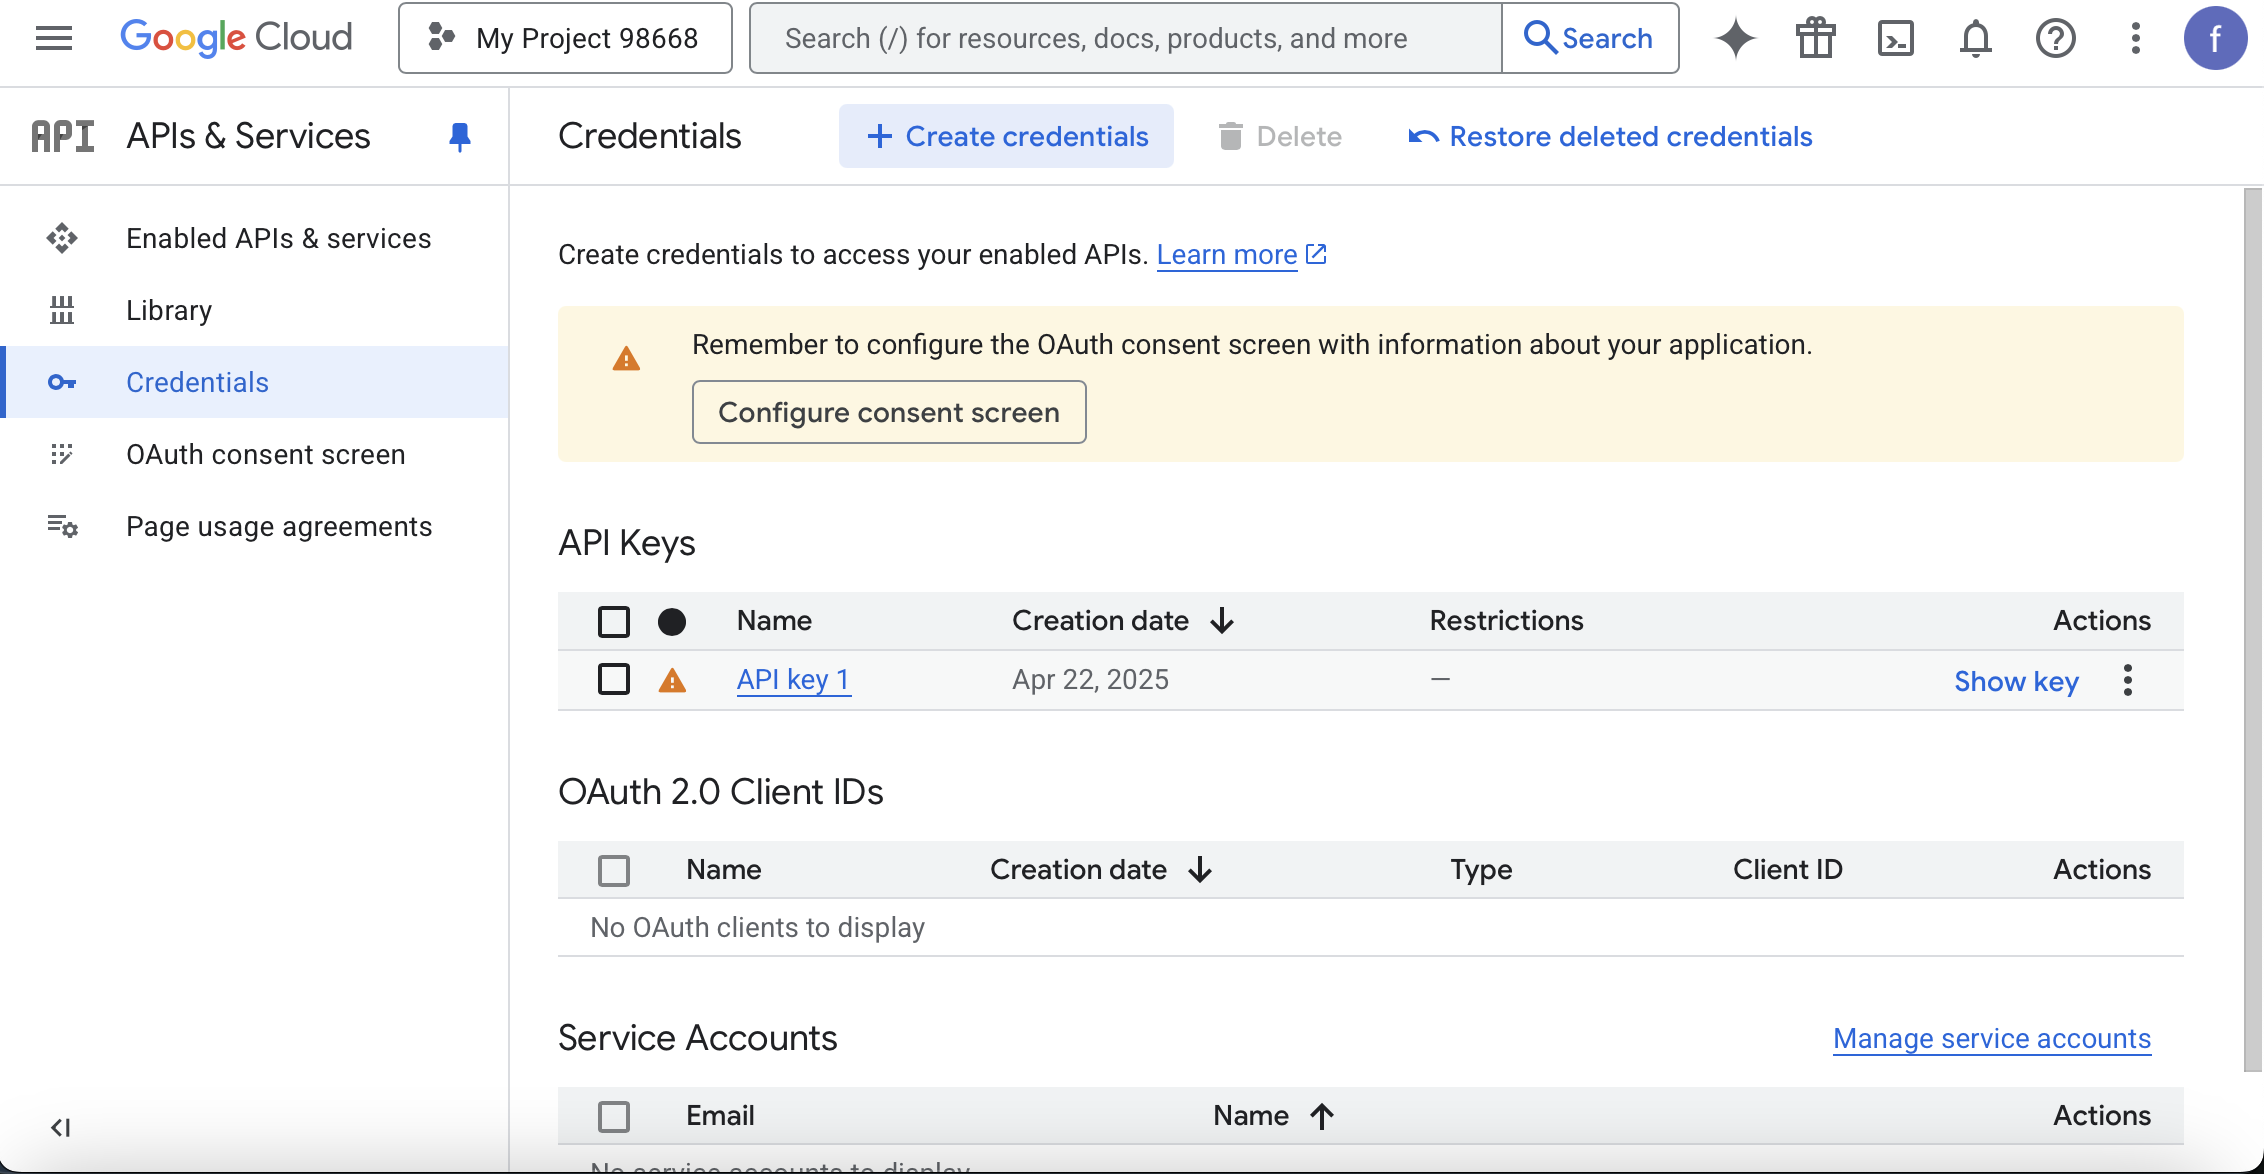 Google Cloud
My Project 98668
Search (/) for resources, docs, products, and more
Search
f
API
APIs & Services
Credentials
Create credentials
Delete
Restore deleted credentials
Enabled APIs & services
Library
Credentials
OAuth consent screen
Page usage agreements
Create credentials to access your enabled APIs. Learn more
Remember to configure the OAuth consent screen with information about your application.
Configure consent screen
API Keys
Name Creation date Restrictions Actions
API key 1 Apr 22, 2025 – Show key
OAuth 2.0 Client IDs
Name Creation date Type Client ID Actions
No OAuth clients to display
Service Accounts
Manage service accounts
Email Name Actions
No service accounts to display